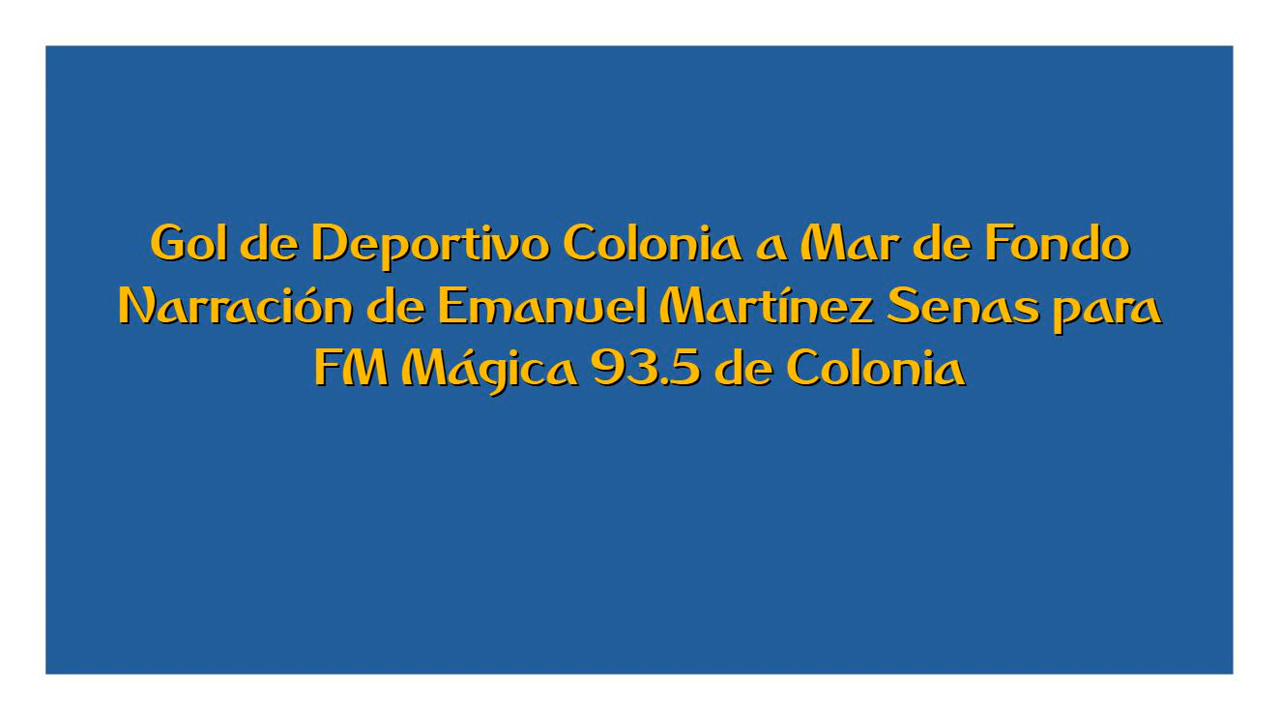 Gol de Deportivo Colonia a Mar de Fondo
Narración de Emanuel Martínez Senas para
FM Mágica 93.5 de Colonia